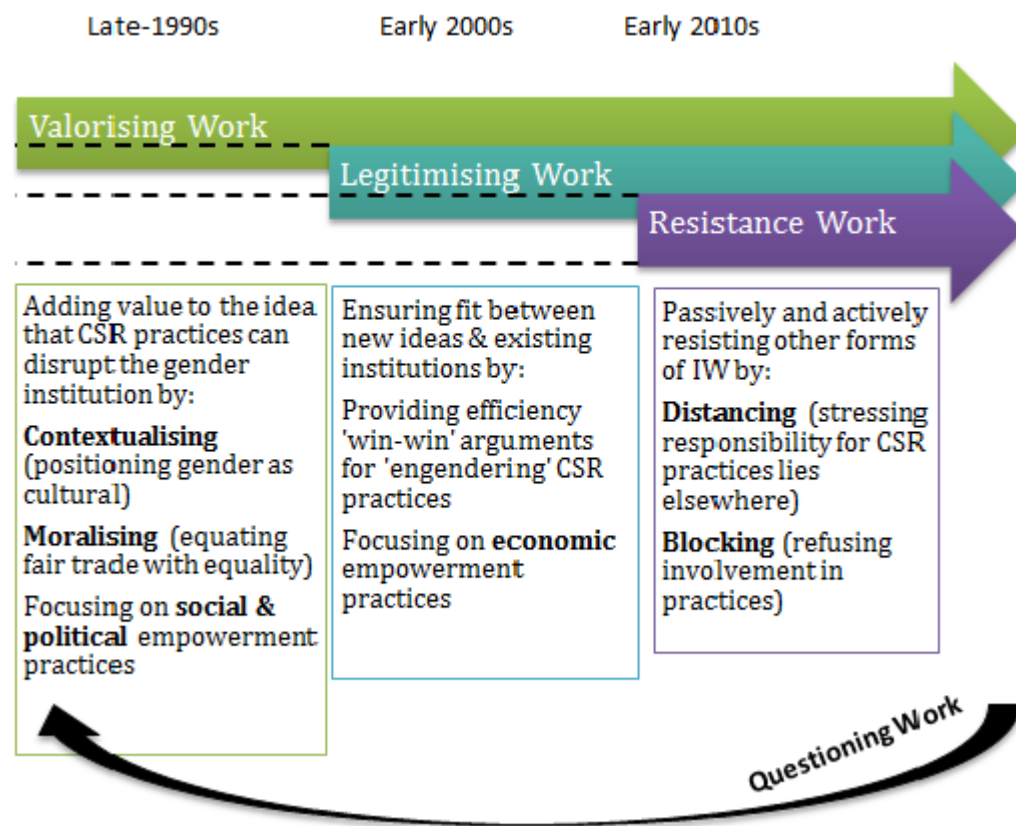 Late-1990s
Early 2000s
Early 2010s
Valorising Work
Legitimising Work
Resistance Work
Adding value to the idea
that CSR practices can
disrupt the gender
institution by:
Contextualising
(positioning gender as
cultural)
Moralising (equating
fair trade with equality)
Focusing on social &
political empowerment
practices
Ensuring fit between
new ideas & existing
institutions by:
Providing efficiency
'win-win' arguments
for 'engendering' CSR
practices
Focusing on economic
empowerment
practices
Passively and actively
resisting other forms
of IW by:
Distancing (stressing
responsibility for CSR
practices lies
elsewhere)
Blocking (refusing
involvement in
practices)
Questioning Work